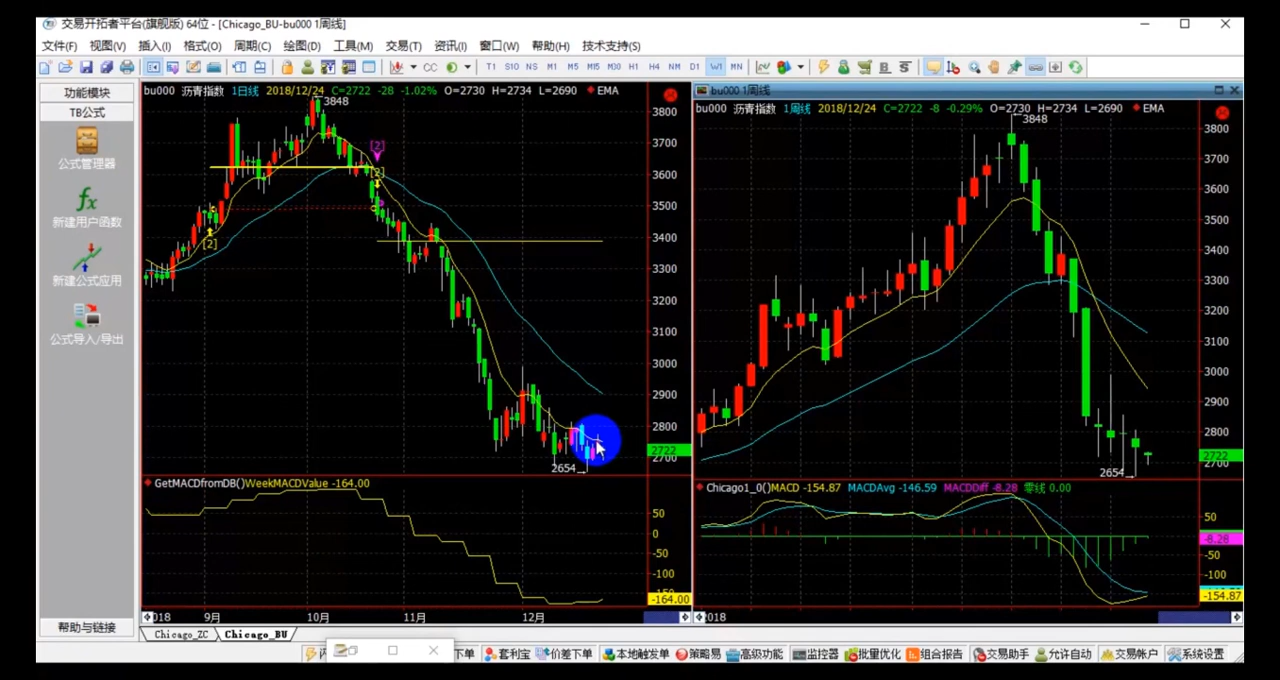 交易开拓者平台(旗舰版) 64位 - [Chicago_BU-bu000 1周线]
文件(F) 视图(V) 插入(I) 格式(O) 周期(C) 绘图(D) 工具(M) 交易(T) 资讯(I) 窗口(W) 帮助(H) 技术支持(S)
CC T1 S10 NS M1 M5 M15 M30 H1 H4 NM D1 W1 MN
功能模块
TB公式
公式管理器
新建用户函数
新建公式应用
公式导入/导出
帮助与链接
bu000 沥青指数 1日线 2018/12/24 C=2722 -28 -1.02% O=2730 H=2734 L=2690 EMA
3848
[2]
[2]
[2]
2654
3800
3700
3600
3500
3400
3300
3200
3100
3000
2900
2800
2722
2700
GetMACDfromDB()WeekMACDValue -164.00
50
0
-50
-100
-164.00
2018 9月 10月 11月 12月
bu000 1周线
bu000 沥青指数 1周线 2018/12/24 C=2722 -8 -0.29% O=2730 H=2734 L=2690 EMA
3848
2654
3800
3700
3600
3500
3400
3300
3200
3100
3000
2900
2800
2722
2700
Chicago1_0()MACD -154.87 MACDAvg -146.59 MACDDiff -8.28 零线 0.00
50
-8.28
-50
-100
-154.87
2018
Chicago_ZC Chicago_BU
下单 套利宝 价差下单 本地触发单 策略易 高级功能 监控器 批量优化 组合报告 交易助手 允许自动 交易帐户 系统设置